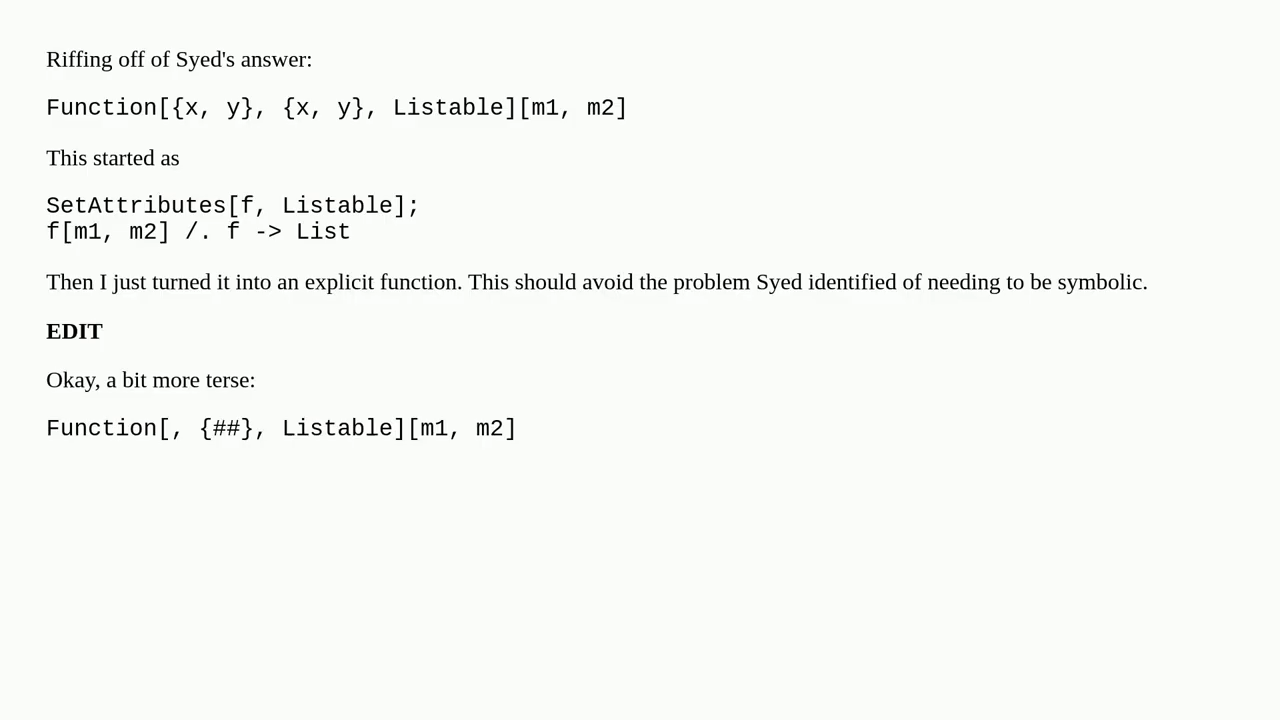 Riffing off of Syed's answer:
Function[{x, y}, {x, y}, Listable][m1, m2]
This started as
SetAttributes[f, Listable];
f[m1, m2] /. f -> List
Then I just turned it into an explicit function. This should avoid the problem Syed identified of needing to be symbolic.
EDIT
Okay, a bit more terse:
Function[, {##}, Listable][m1, m2]